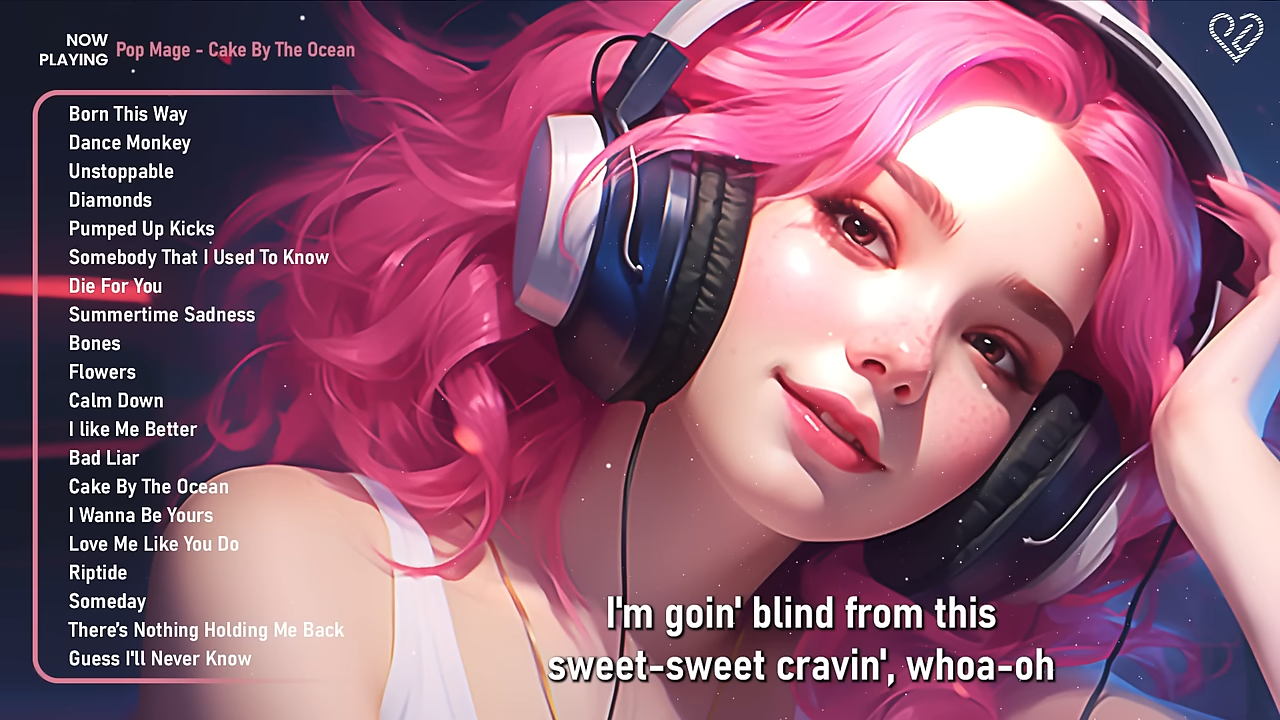 NOW
PLAYING
Pop Mage - Cake By The Ocean
Born This Way
Dance Monkey
Unstoppable
Diamonds
Pumped Up Kicks
Somebody That I Used To Know
Die For You
Summertime Sadness
Bones
Flowers
Calm Down
I like Me Better
Bad Liar
Cake By The Ocean
I Wanna Be Yours
Love Me Like You Do
Riptide
Someday
There's Nothing Holding Me Back
Guess I'll Never Know
I'm goin' blind from this
sweet-sweet cravin', whoa-oh